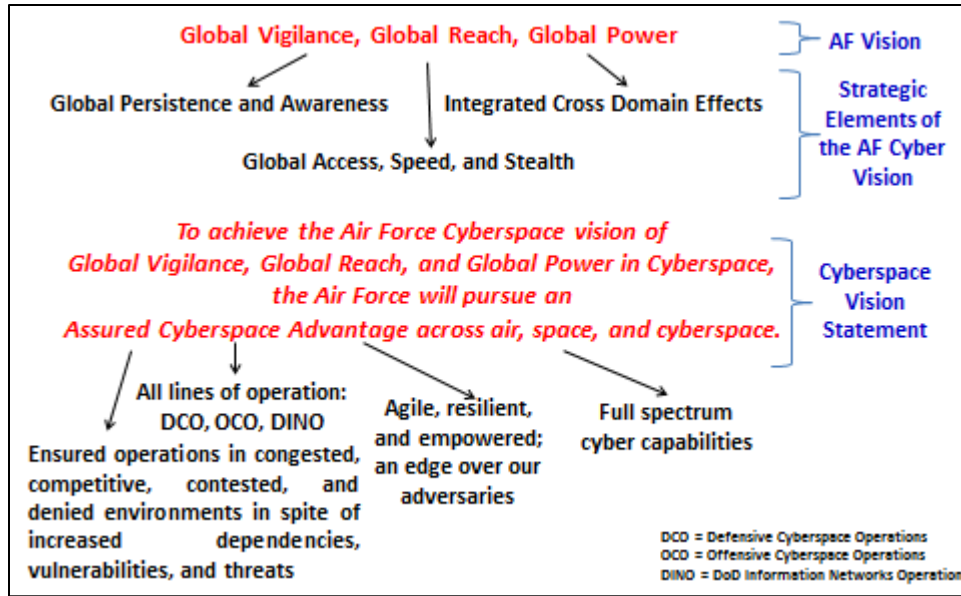 Global Vigilance, Global Reach, Global Power
AF Vision
Global Persistence and Awareness
Integrated Cross Domain Effects
Global Access, Speed, and Stealth
Strategic
Elements of
the AF Cyber
Vision
To achieve the Air Force Cyberspace vision of
Global Vigilance, Global Reach, and Global Power in Cyberspace,
the Air Force will pursue an
Assured Cyberspace Advantage across air, space, and cyberspace.
Cyberspace
Vision
Statement
All lines of operation:
DCO, OCO, DINO
Ensured operations in congested,
competitive, contested, and
denied environments in spite of
increased dependencies,
vulnerabilities, and threats
Agile, resilient,
and empowered;
an edge over our
adversaries
Full spectrum
cyber capabilities
DCO = Defensive Cyberspace Operations
OCO = Offensive Cyberspace Operations
DINO = DoD Information Networks Operation